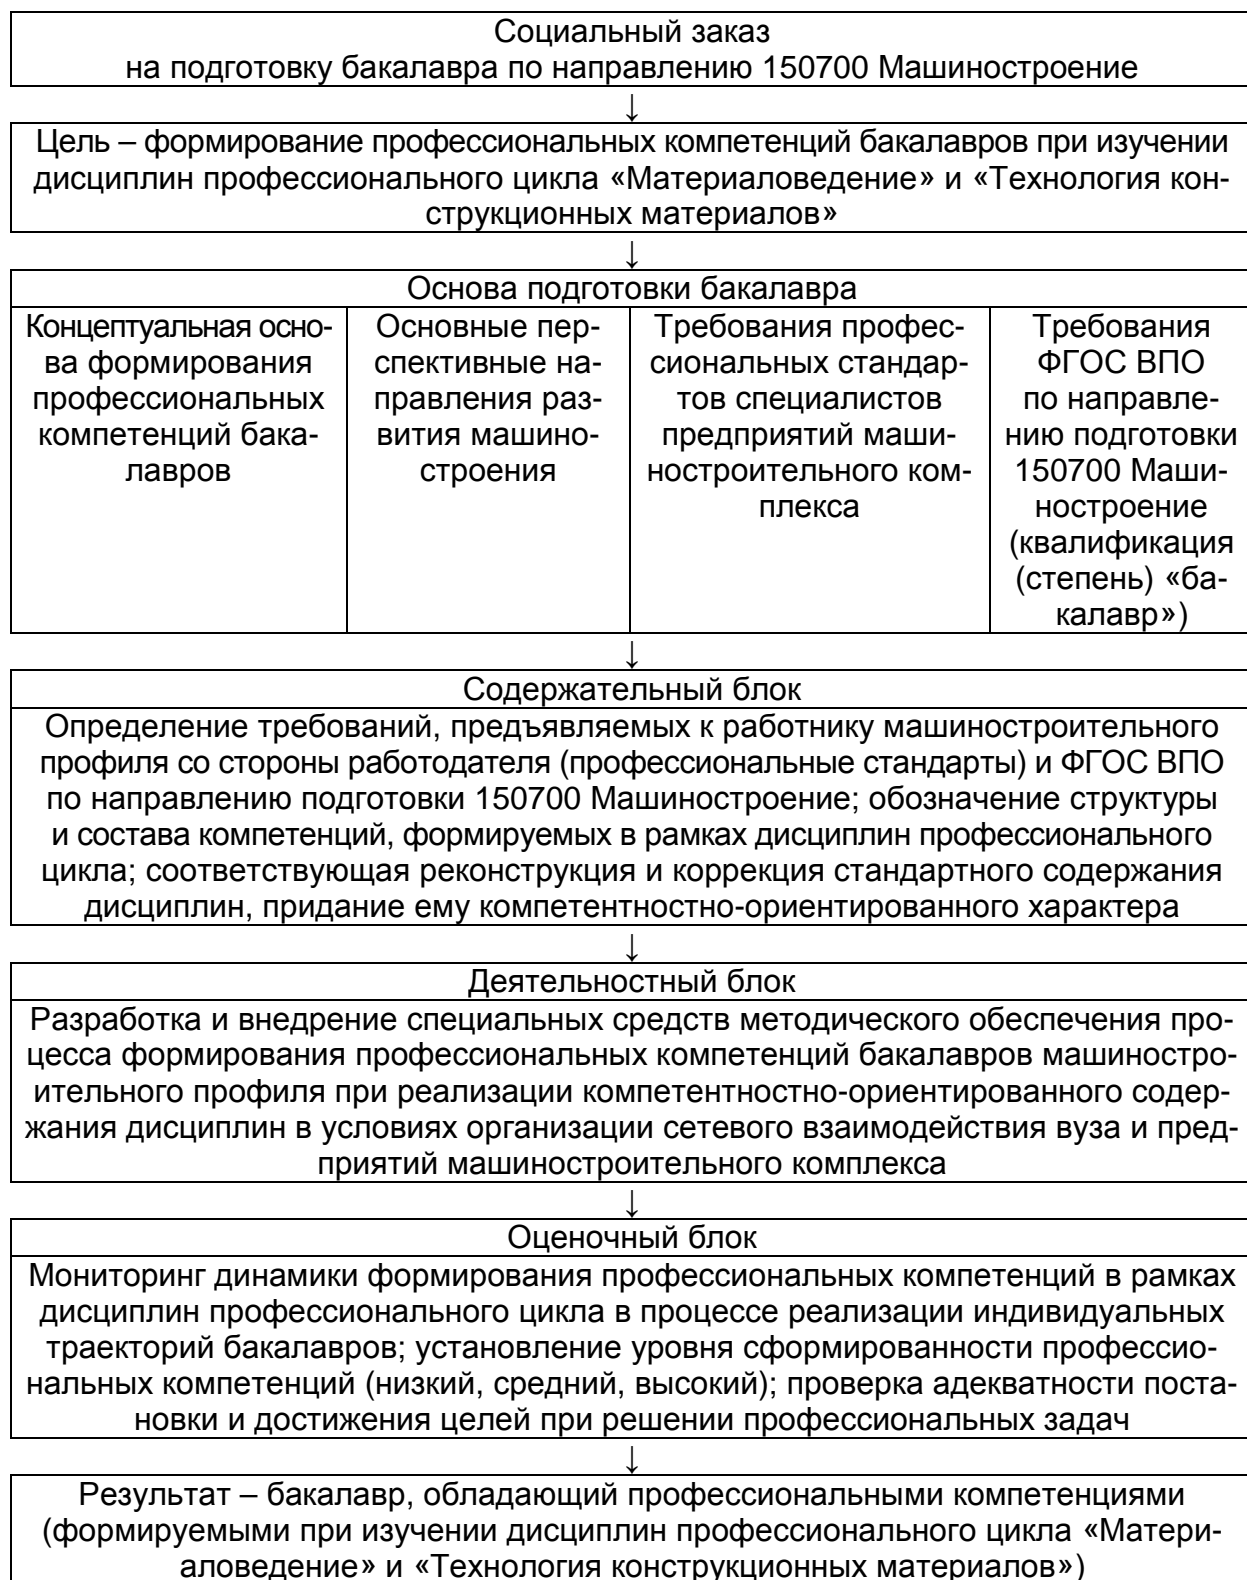 Социальный заказ
на подготовку бакалавра по направлению 150700 Машиностроение
↓
Цель – формирование профессиональных компетенций бакалавров при изучении
дисциплин профессионального цикла «Материаловедение» и «Технология кон-
струкционных материалов»
↓
Основа подготовки бакалавра
Концептуальная осно-
ва формирования
профессиональных
компетенций бака-
лавров
Основные пер-
спективные на-
правления раз-
вития машино-
строения
Требования профес-
сиональных стандар-
тов специалистов
предприятий маши-
ностроительного ком-
плекса
Требования
ФГОС ВПО
по направле-
нию подготовки
150700 Маши-
ностроение
(квалификация
(степень) «ба-
калавр»)
↓
Содержательный блок
Определение требований, предъявляемых к работнику машиностроительного
профиля со стороны работодателя (профессиональные стандарты) и ФГОС ВПО
по направлению подготовки 150700 Машиностроение; обозначение структуры
и состава компетенций, формируемых в рамках дисциплин профессионального
цикла; соответствующая реконструкция и коррекция стандартного содержания
дисциплин, придание ему компетентностно-ориентированного характера
↓
Деятельностный блок
Разработка и внедрение специальных средств методического обеспечения про-
цесса формирования профессиональных компетенций бакалавров машиностро-
ительного профиля при реализации компетентностно-ориентированного содер-
жания дисциплин в условиях организации сетевого взаимодействия вуза и пред-
приятий машиностроительного комплекса
↓
Оценочный блок
Мониторинг динамики формирования профессиональных компетенций в рамках
дисциплин профессионального цикла в процессе реализации индивидуальных
траекторий бакалавров; установление уровня сформированности профессио-
нальных компетенций (низкий, средний, высокий); проверка адекватности поста-
новки и достижения целей при решении профессиональных задач
↓
Результат – бакалавр, обладающий профессиональными компетенциями
(формируемыми при изучении дисциплин профессионального цикла «Матери-
аловедение» и «Технология конструкционных материалов»)